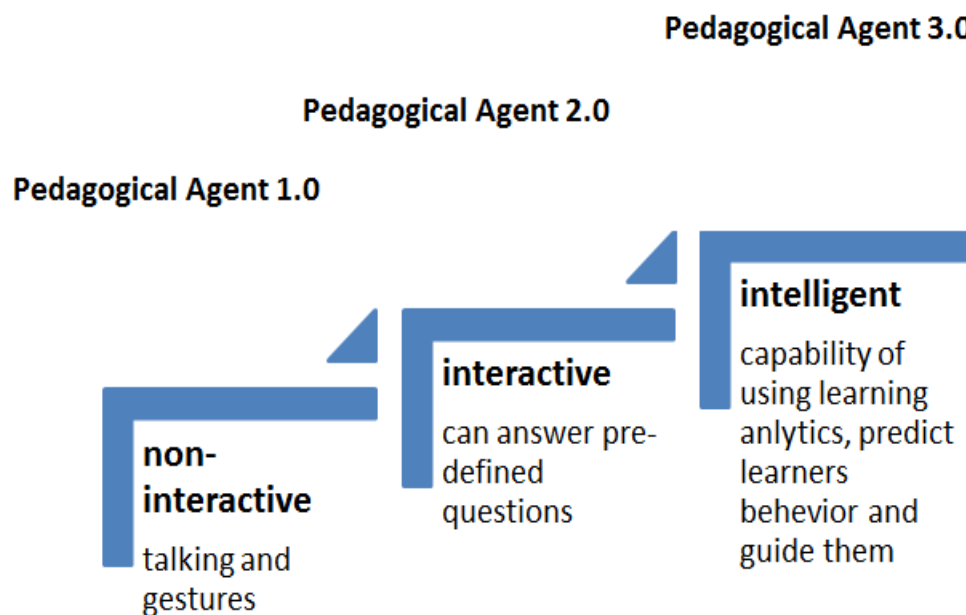 Pedagogical Agent 3.0
Pedagogical Agent 2.0
Pedagogical Agent 1.0
non-
interactive
talking and
gestures
interactive
can answer pre-
defined
questions
intelligent
capability of
using learning
anlytics, predict
learners
behevior and
guide them